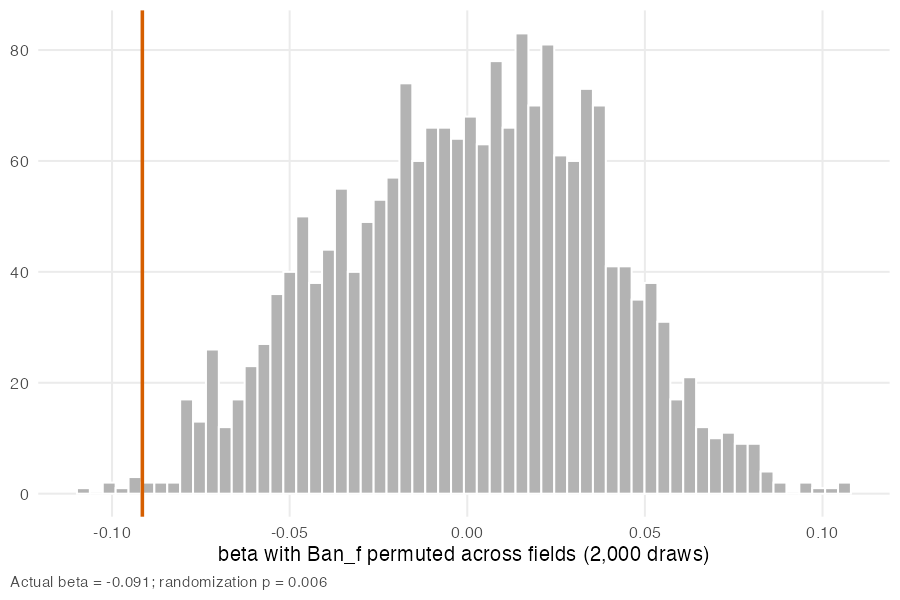 80
60
40
20
0
-0.10 -0.05 0.00 0.05 0.10
beta with Ban_f permuted across fields (2,000 draws)
Actual beta = -0.091; randomization p = 0.006